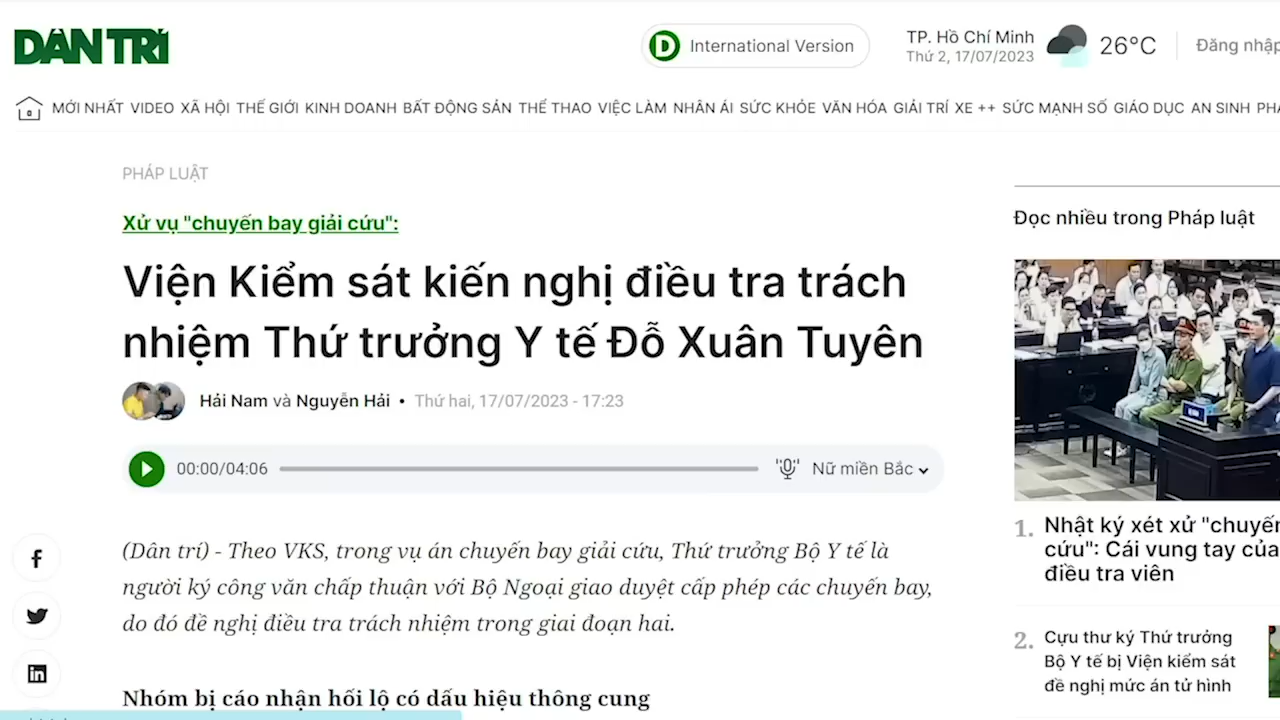 DÂN TRÍ
International Version
TP. Hồ Chí Minh
Thứ 2, 17/07/2023
26°C
Đăng nhập
MỚI NHẤT VIDEO XÃ HỘI THẾ GIỚI KINH DOANH BẤT ĐỘNG SẢN THỂ THAO VIỆC LÀM NHÂN ÁI SỨC KHỎE VĂN HÓA GIẢI TRÍ XE ++ SỨC MẠNH SỐ GIÁO DỤC AN SINH
PHÁP LUẬT
Xử vụ "chuyến bay giải cứu":
Viện Kiểm sát kiến nghị điều tra trách
nhiệm Thứ trưởng Y tế Đỗ Xuân Tuyên
Hải Nam và Nguyễn Hải • Thứ hai, 17/07/2023 - 17:23
00:00/04:06
Nữ miền Bắc
(Dân trí) - Theo VKS, trong vụ án chuyến bay giải cứu, Thứ trưởng Bộ Y tế là
người ký công văn chấp thuận với Bộ Ngoại giao duyệt cấp phép các chuyến bay,
do đó đề nghị điều tra trách nhiệm trong giai đoạn hai.
Nhóm bị cáo nhận hối lộ có dấu hiệu thông cung
Đọc nhiều trong Pháp luật
1. Nhật ký xét xử "chuyến
cứu": Cái vung tay của
điều tra viên
2. Cựu thư ký Thứ trưởng
Bộ Y tế bị Viện kiểm sát
đề nghị mức án tử hình